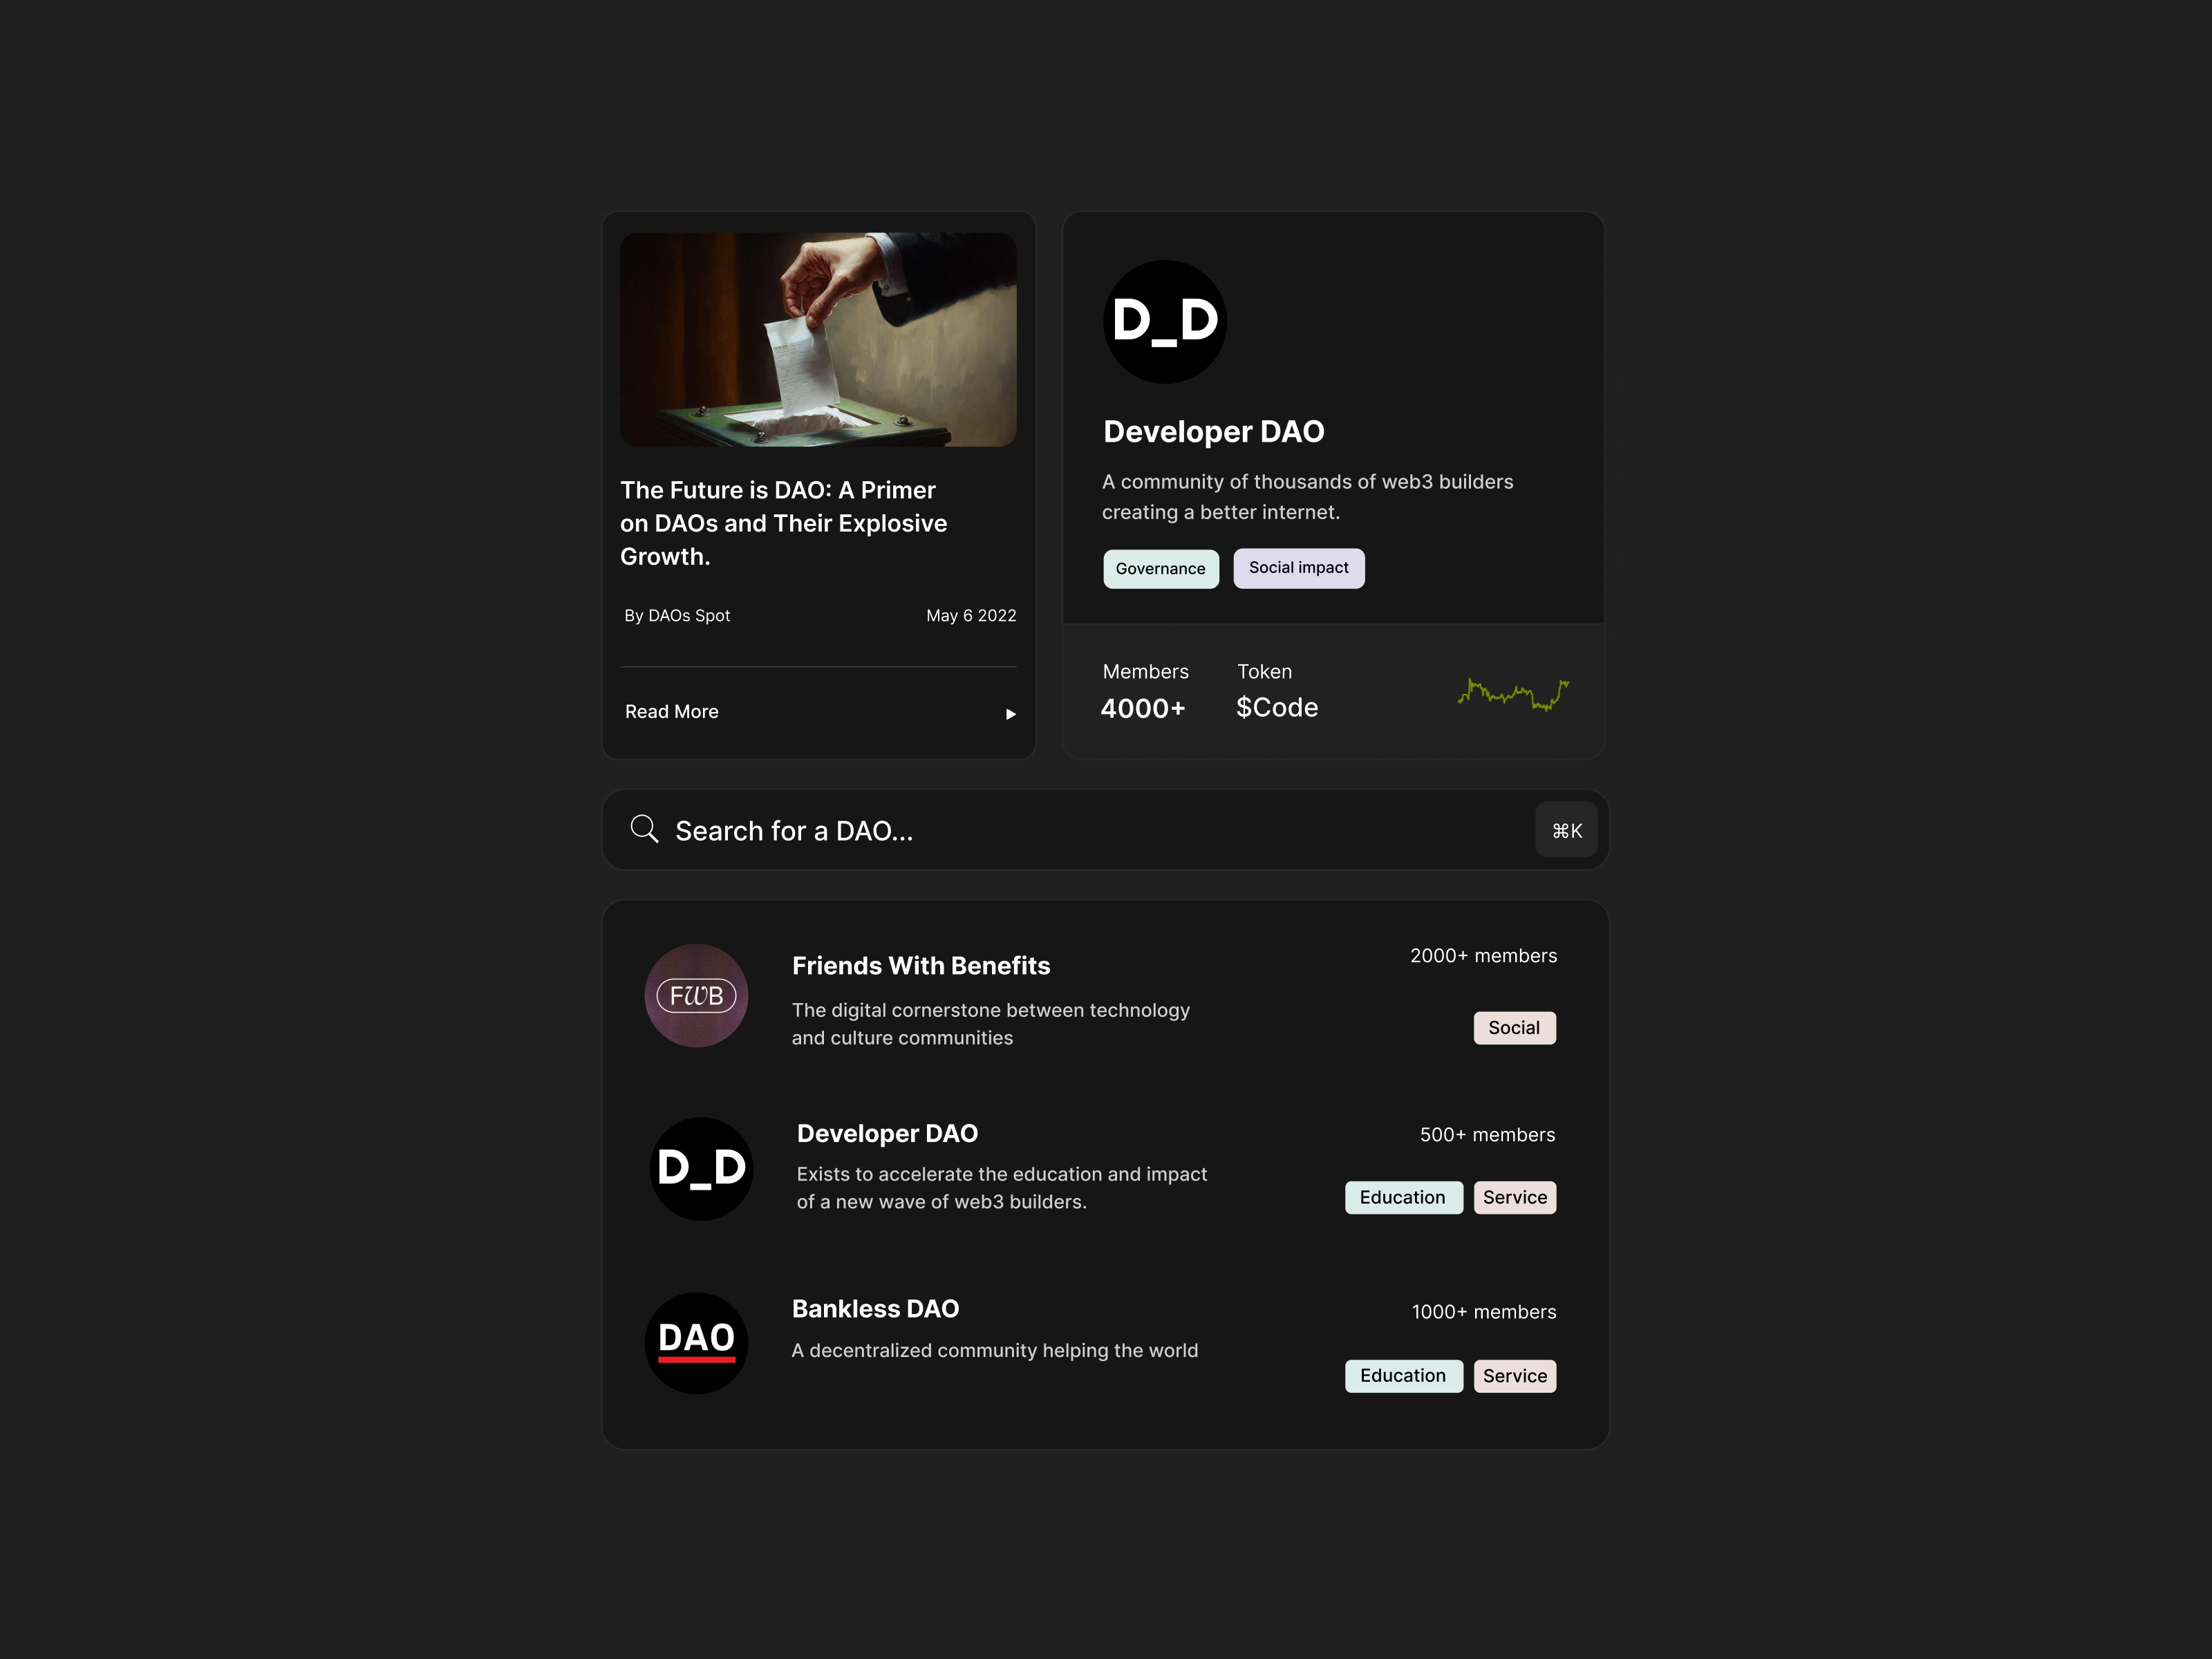 The Future is DAO: A Primer
on DAOs and Their Explosive
Growth.
By DAOs Spot
May 6 2022
Read More
D_D
Developer DAO
A community of thousands of web3 builders
creating a better internet.
Governance
Social impact
Members
Token
4000+
$Code
Search for a DAO...
⌘K
FWB
Friends With Benefits
The digital cornerstone between technology
and culture communities
2000+ members
Social
D_D
Developer DAO
Exists to accelerate the education and impact
of a new wave of web3 builders.
500+ members
Education
Service
DAO
Bankless DAO
A decentralized community helping the world
1000+ members
Education
Service